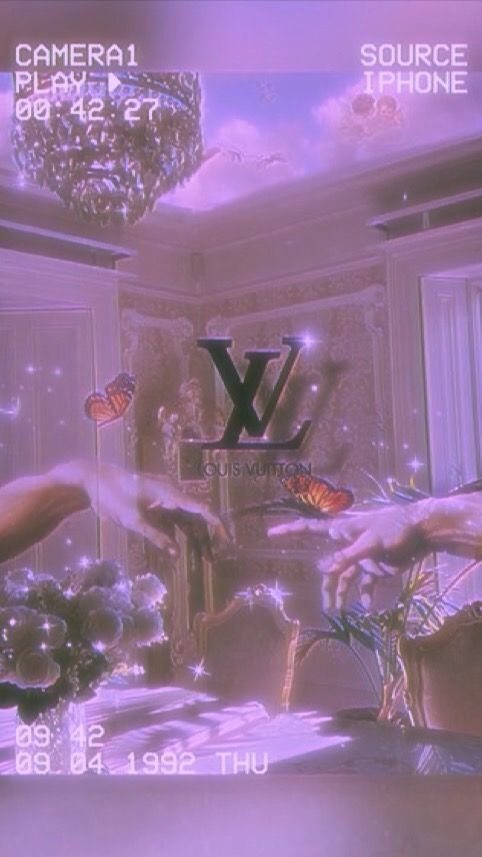 CAMERA1
PLAY
00:42:27
SOURCE
IPHONE
LV
LOUIS VUITTON
09:42
09 04 1992 THU